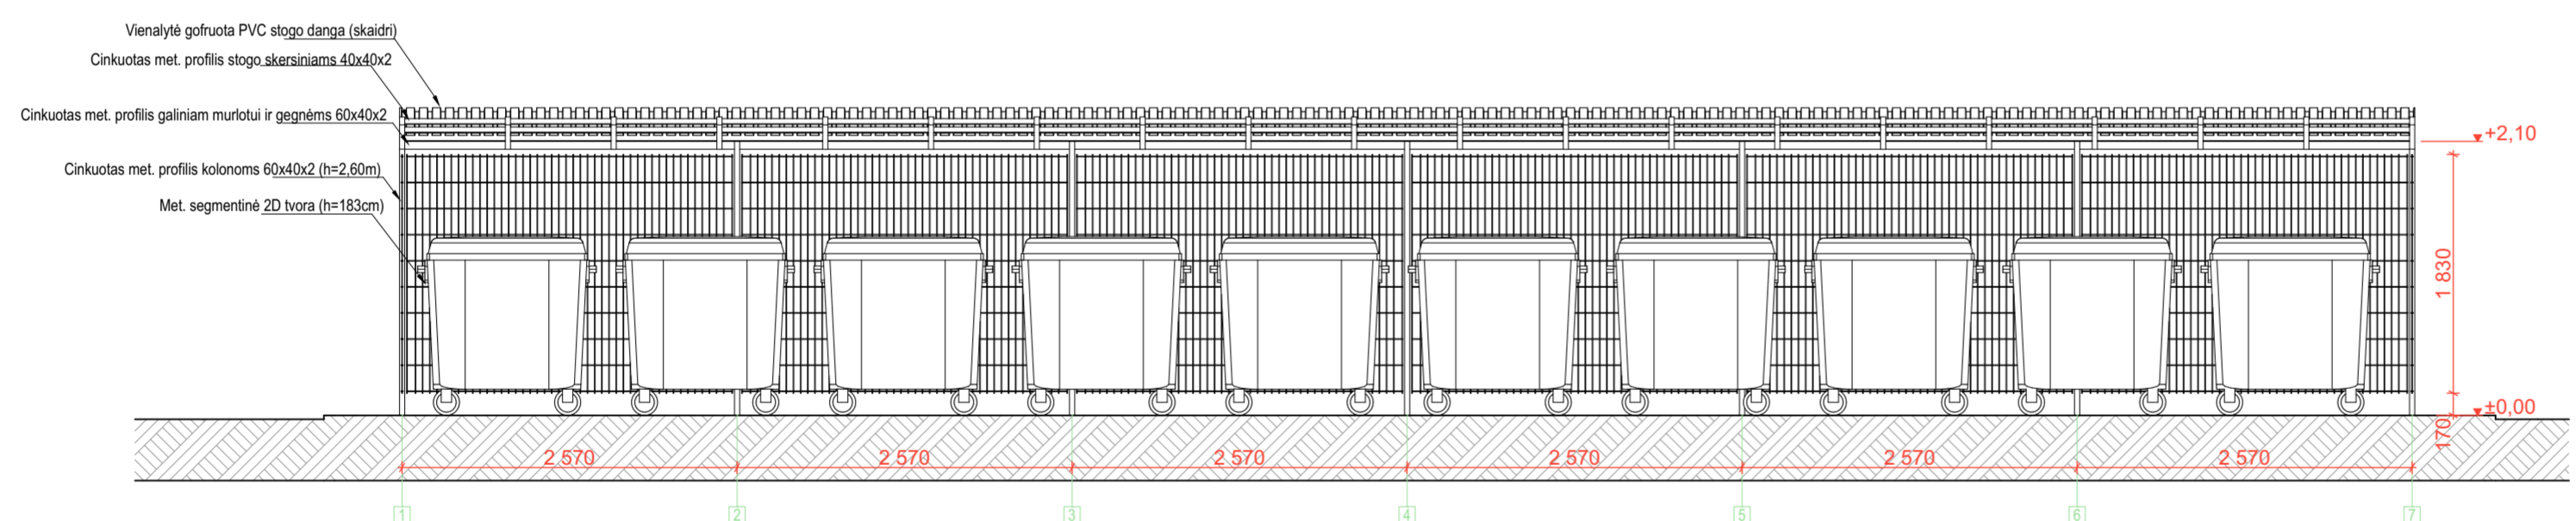 Vienalytė gofruota PVC stogo danga (skaidri)
Cinkuotas met. profilis stogo skersiniams 40x40x2
Cinkuotas met. profilis galiniam murlotui ir gegnėms 60x40x2
+2,10
Cinkuotas met. profilis kolonoms 60x40x2 (h=2,60m)
Met. segmentinė 2D tvora (h=183cm)
1 830
±0,00
170
2 570 2 570 2 570 2 570 2 570 2 570
1 2 3 4 5 6 7